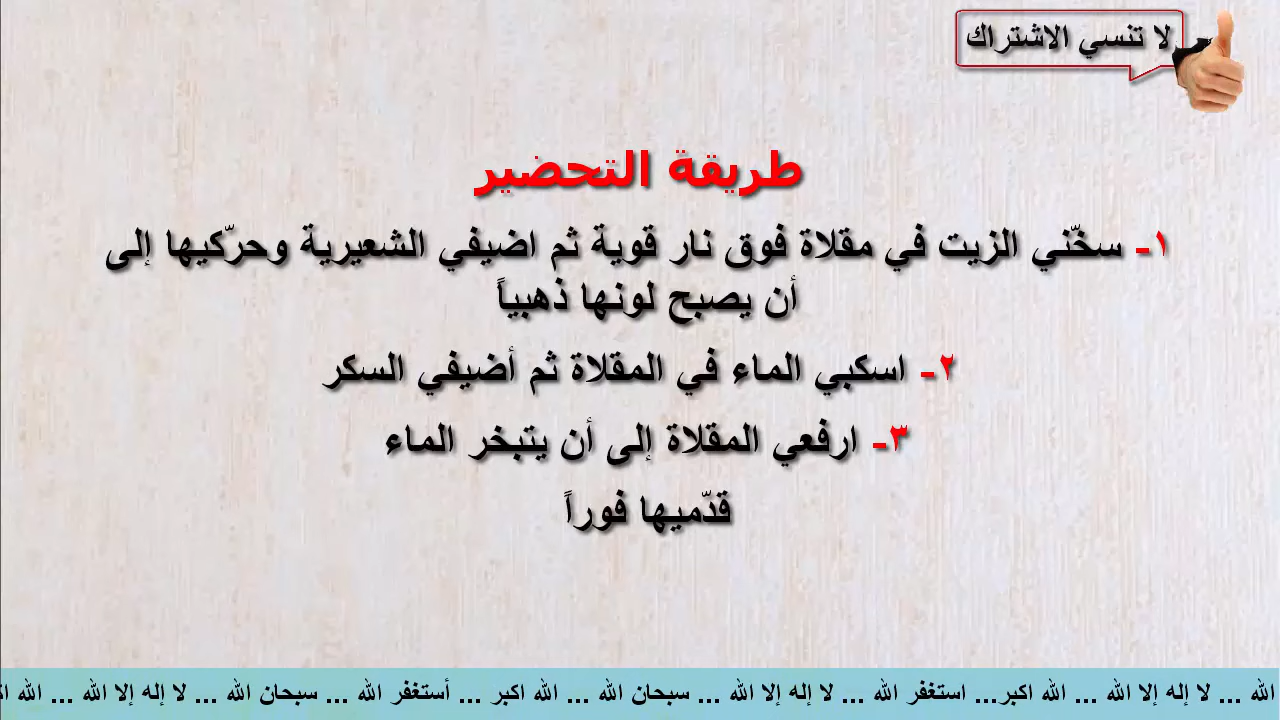 لا تنسي الاشتراك
طريقة التحضير
١- سخّني الزيت في مقلاة فوق نار قوية ثم اضيفي الشعيرية وحرّكيها إلى
أن يصبح لونها ذهبياً
٢- اسكبي الماء في المقلاة ثم أضيفي السكر
٣- ارفعي المقلاة إلى أن يتبخر الماء
قدّميها فوراً
الله ... لا إله إلا الله ... الله اكبر... استغفر الله ... لا إله إلا الله ... سبحان الله ... الله اكبر ... أستغفر الله ... سبحان الله ... لا إله إلا الله ... الله